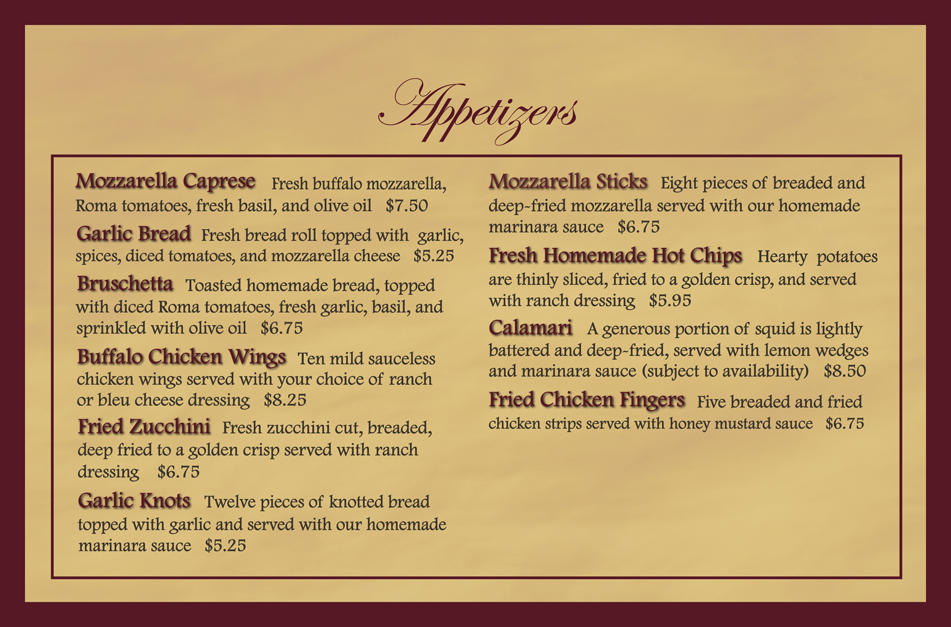 Appetizers
Mozzarella Caprese Fresh buffalo mozzarella,
Roma tomatoes, fresh basil, and olive oil $7.50
Garlic Bread Fresh bread roll topped with garlic,
spices, diced tomatoes, and mozzarella cheese $5.25
Bruschetta Toasted homemade bread, topped
with diced Roma tomatoes, fresh garlic, basil, and
sprinkled with olive oil $6.75
Buffalo Chicken Wings Ten mild sauceless
chicken wings served with your choice of ranch
or bleu cheese dressing $8.25
Fried Zucchini Fresh zucchini cut, breaded,
deep fried to a golden crisp served with ranch
dressing $6.75
Garlic Knots Twelve pieces of knotted bread
topped with garlic and served with our homemade
marinara sauce $5.25
Mozzarella Sticks Eight pieces of breaded and
deep-fried mozzarella served with our homemade
marinara sauce $6.75
Fresh Homemade Hot Chips Hearty potatoes
are thinly sliced, fried to a golden crisp, and served
with ranch dressing $5.95
Calamari A generous portion of squid is lightly
battered and deep-fried, served with lemon wedges
and marinara sauce (subject to availability) $8.50
Fried Chicken Fingers Five breaded and fried
chicken strips served with honey mustard sauce $6.75